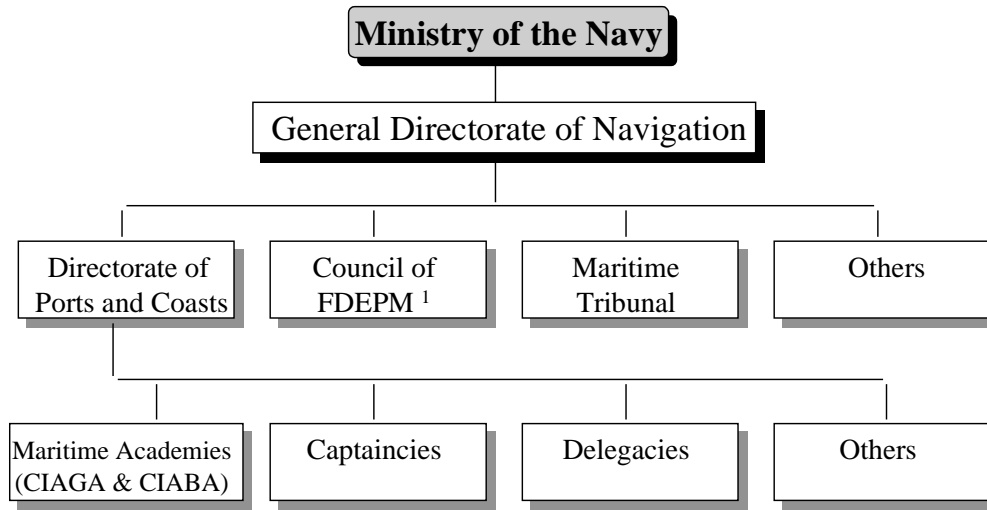 Ministry of the Navy
General Directorate of Navigation
Directorate of
Ports and Coasts
Council of
FDEPM 1
Maritime
Tribunal
Others
Maritime Academies
(CIAGA & CIABA)
Captaincies
Delegacies
Others